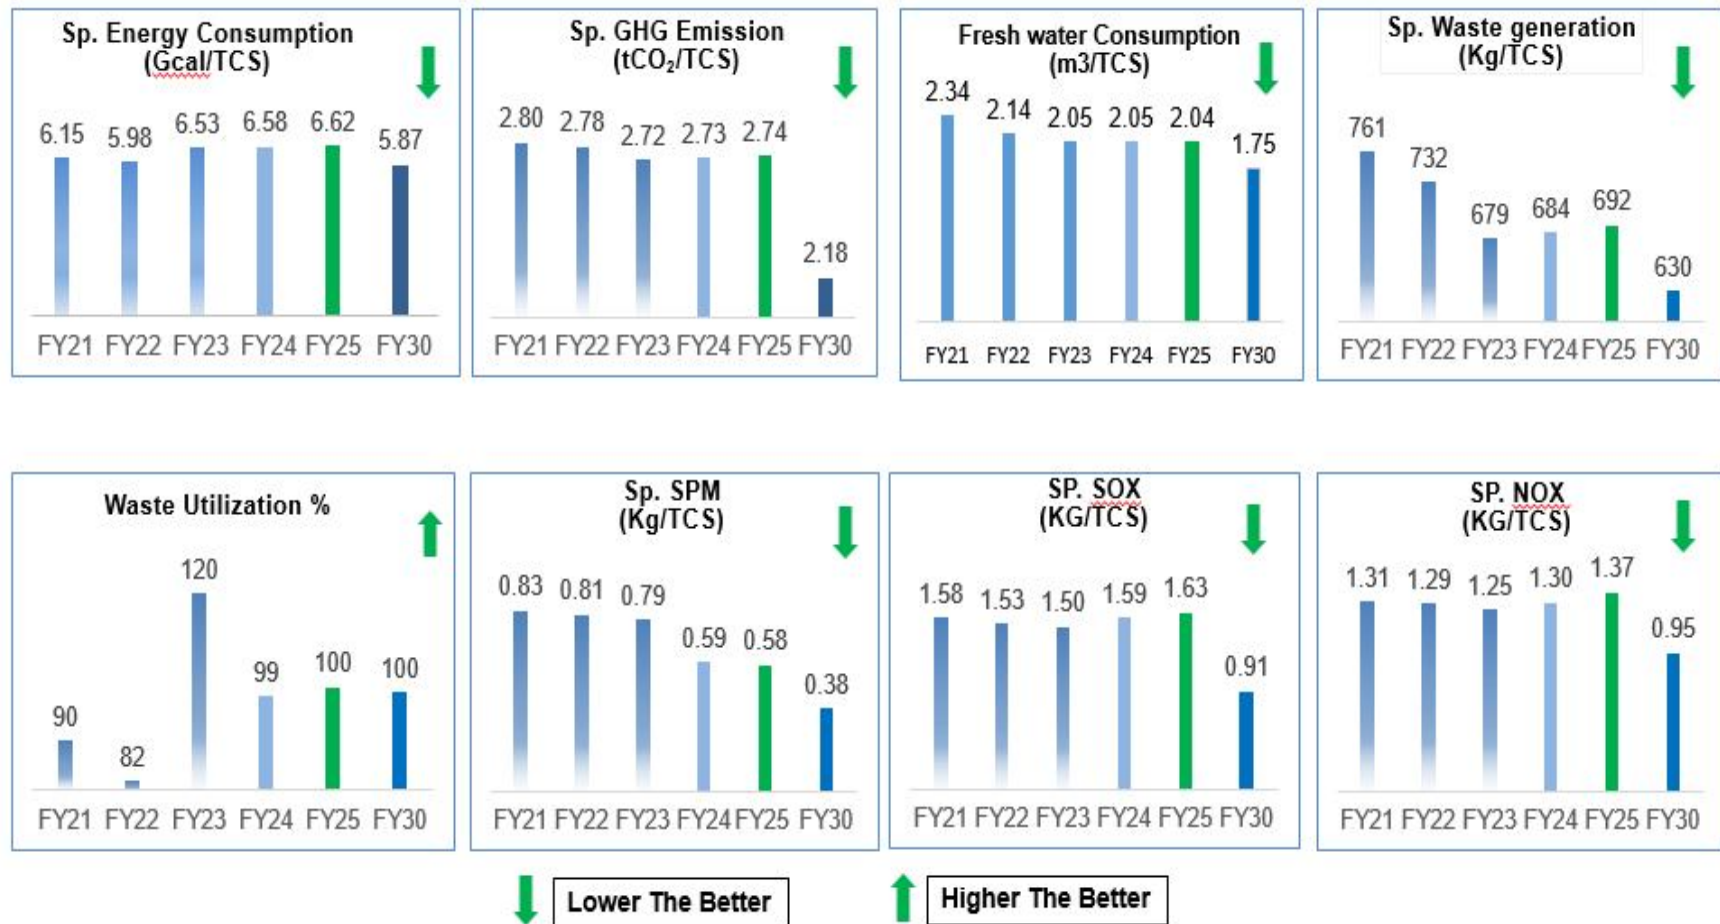 Sp. Energy Consumption
(Gcal/TCS)
6.15 5.98 6.53 6.58 6.62 5.87
FY21 FY22 FY23 FY24 FY25 FY30
Sp. GHG Emission
(tCO₂/TCS)
2.80 2.78 2.72 2.73 2.74 2.18
FY21 FY22 FY23 FY24 FY25 FY30
Fresh water Consumption
(m3/TCS)
2.34 2.14 2.05 2.05 2.04 1.75
FY21 FY22 FY23 FY24 FY25 FY30
Sp. Waste generation
(Kg/TCS)
761 732 679 684 692 630
FY21 FY22 FY23 FY24 FY25 FY30
Waste Utilization %
90 82 120 99 100 100
FY21 FY22 FY23 FY24 FY25 FY30
Sp. SPM
(Kg/TCS)
0.83 0.81 0.79 0.59 0.58 0.38
FY21 FY22 FY23 FY24 FY25 FY30
SP. SOX
(KG/TCS)
1.58 1.53 1.50 1.59 1.63 0.91
FY21 FY22 FY23 FY24 FY25 FY30
SP. NOX
(KG/TCS)
1.31 1.29 1.25 1.30 1.37 0.95
FY21 FY22 FY23 FY24 FY25 FY30
Lower The Better
Higher The Better